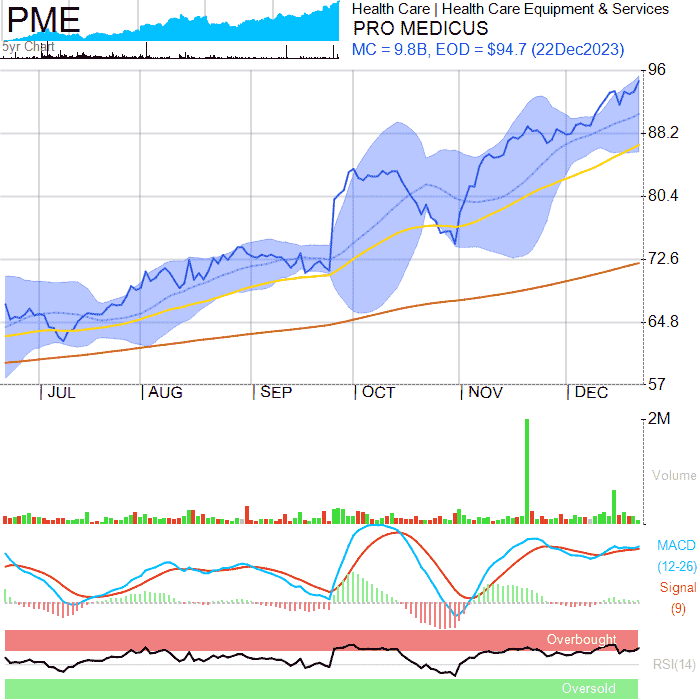 PME
5yr Chart
Health Care | Health Care Equipment & Services
PRO MEDICUS
MC = 9.8B, EOD = $94.7 (22Dec2023)
96
88.2
80.4
72.6
64.8
57
JUL AUG SEP OCT NOV DEC
2M
Volume
MACD
(12-26)
Signal
(9)
Overbought
RSI(14)
Oversold